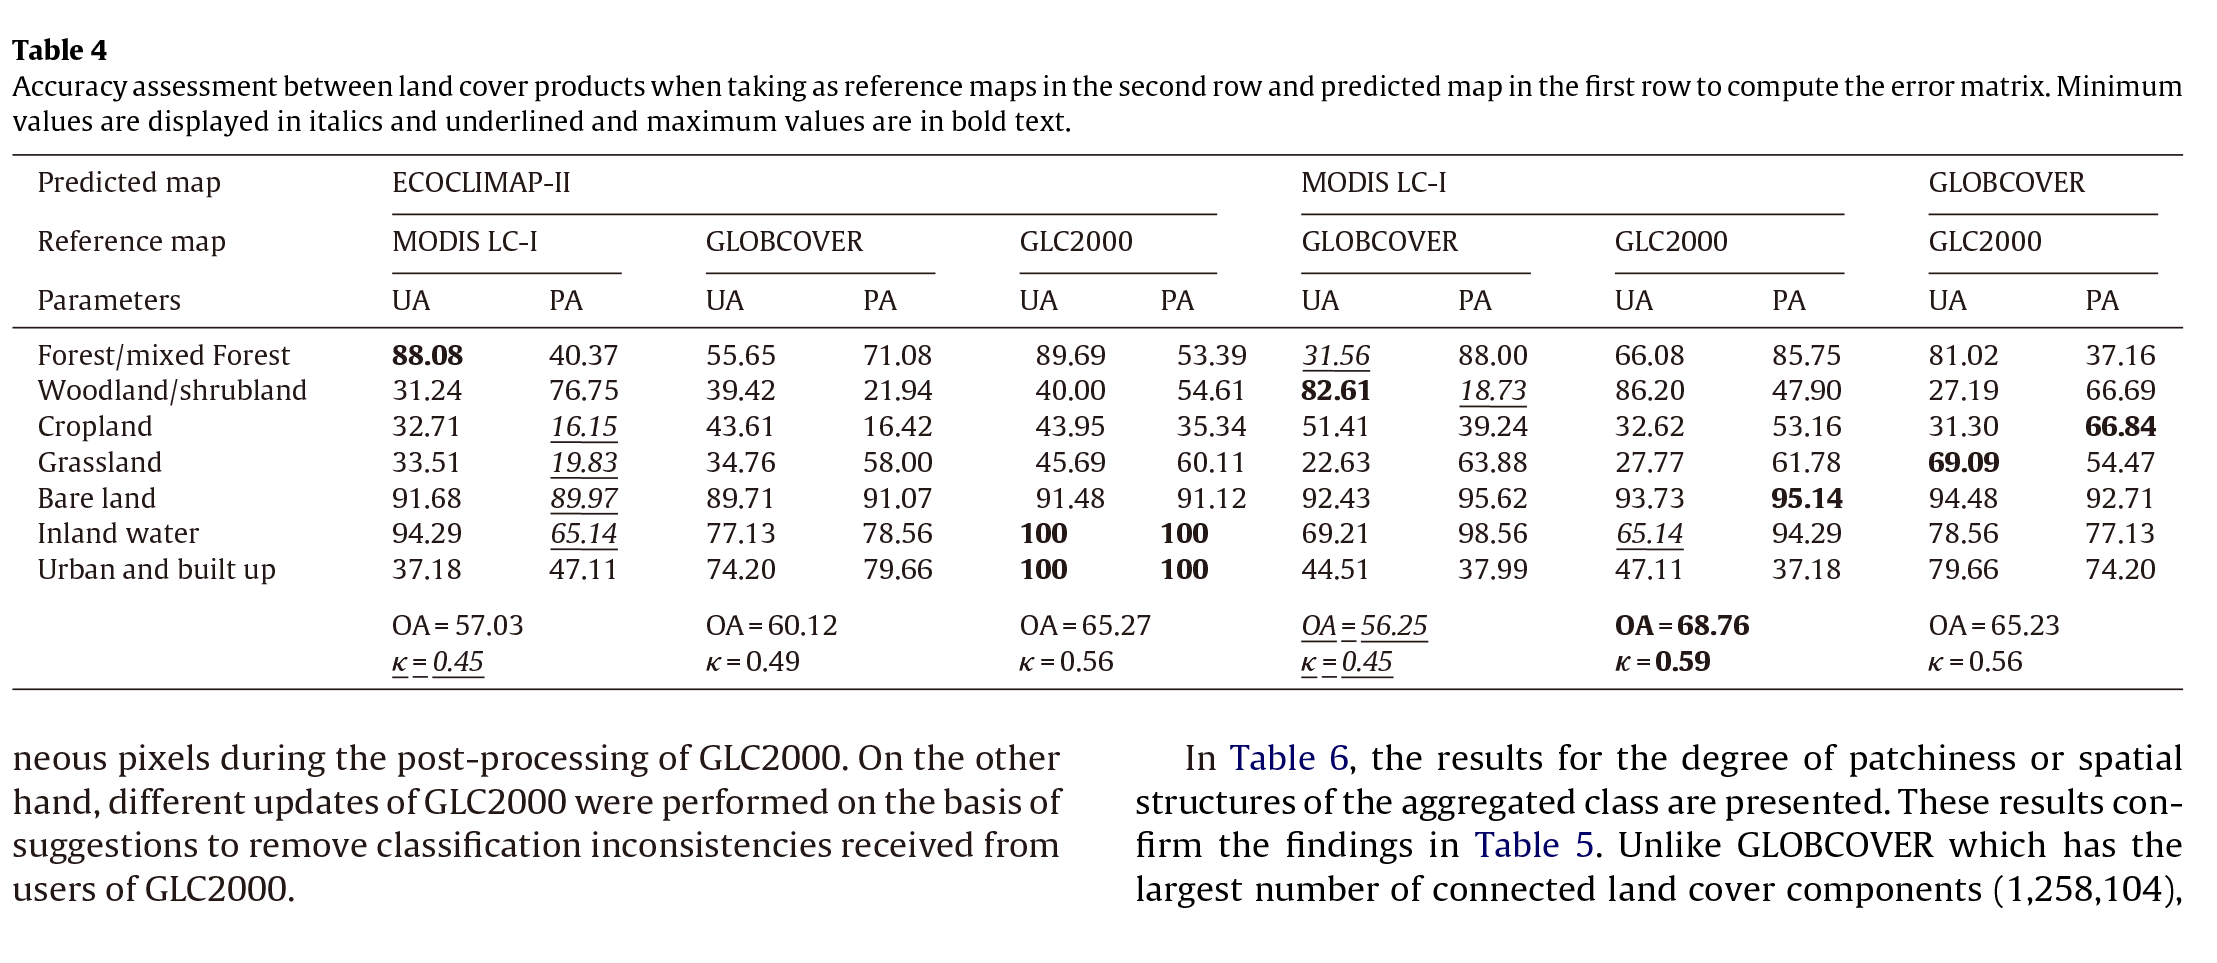 Table 4
Accuracy assessment between land cover products when taking as reference maps in the second row and predicted map in the first row to compute the error matrix. Minimum
values are displayed in italics and underlined and maximum values are in bold text.
Predicted map ECOCLIMAP-II MODIS LC-I GLOBCOVER
Reference map MODIS LC-I GLOBCOVER GLC2000 GLOBCOVER GLC2000 GLC2000
Parameters UA PA UA PA UA PA UA PA UA PA UA PA
Forest/mixed Forest 88.08 40.37 55.65 71.08 89.69 53.39 31.56 88.00 66.08 85.75 81.02 37.16
Woodland/shrubland 31.24 76.75 39.42 21.94 40.00 54.61 82.61 18.73 86.20 47.90 27.19 66.69
Cropland 32.71 16.15 43.61 16.42 43.95 35.34 51.41 39.24 32.62 53.16 31.30 66.84
Grassland 33.51 19.83 34.76 58.00 45.69 60.11 22.63 63.88 27.77 61.78 69.09 54.47
Bare land 91.68 89.97 89.71 91.07 91.48 91.12 92.43 95.62 93.73 95.14 94.48 92.71
Inland water 94.29 65.14 77.13 78.56 100 100 69.21 98.56 65.14 94.29 78.56 77.13
Urban and built up 37.18 47.11 74.20 79.66 100 100 44.51 37.99 47.11 37.18 79.66 74.20
OA = 57.03 OA = 60.12 OA = 65.27 OA = 56.25 OA = 68.76 OA = 65.23
κ = 0.45 κ = 0.49 κ = 0.56 κ = 0.45 κ = 0.59 κ = 0.56
neous pixels during the post-processing of GLC2000. On the other
hand, different updates of GLC2000 were performed on the basis of
suggestions to remove classification inconsistencies received from
users of GLC2000.
In Table 6, the results for the degree of patchiness or spatial
structures of the aggregated class are presented. These results con-
firm the findings in Table 5. Unlike GLOBCOVER which has the
largest number of connected land cover components (1,258,104),